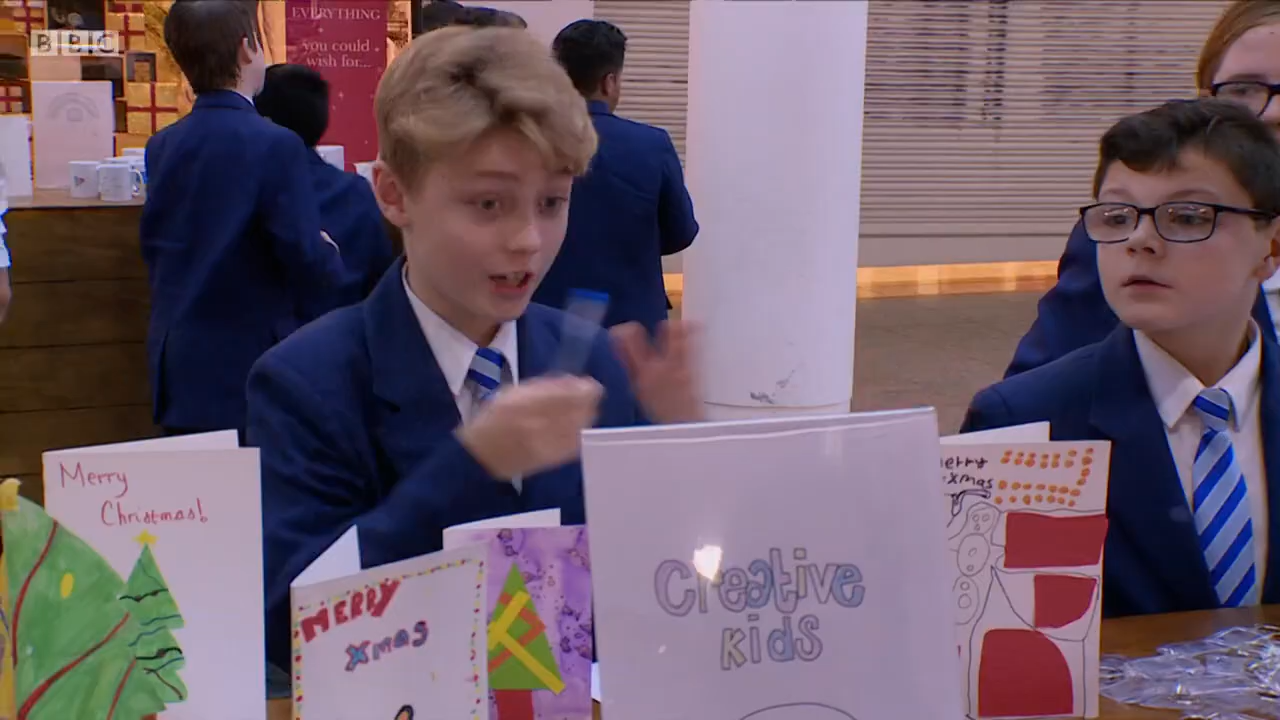 BBC
EVERYTHING
you could
wish for...
Merry
Christmas!
MERRY
xmas
Creative
Kids
merry
xmas